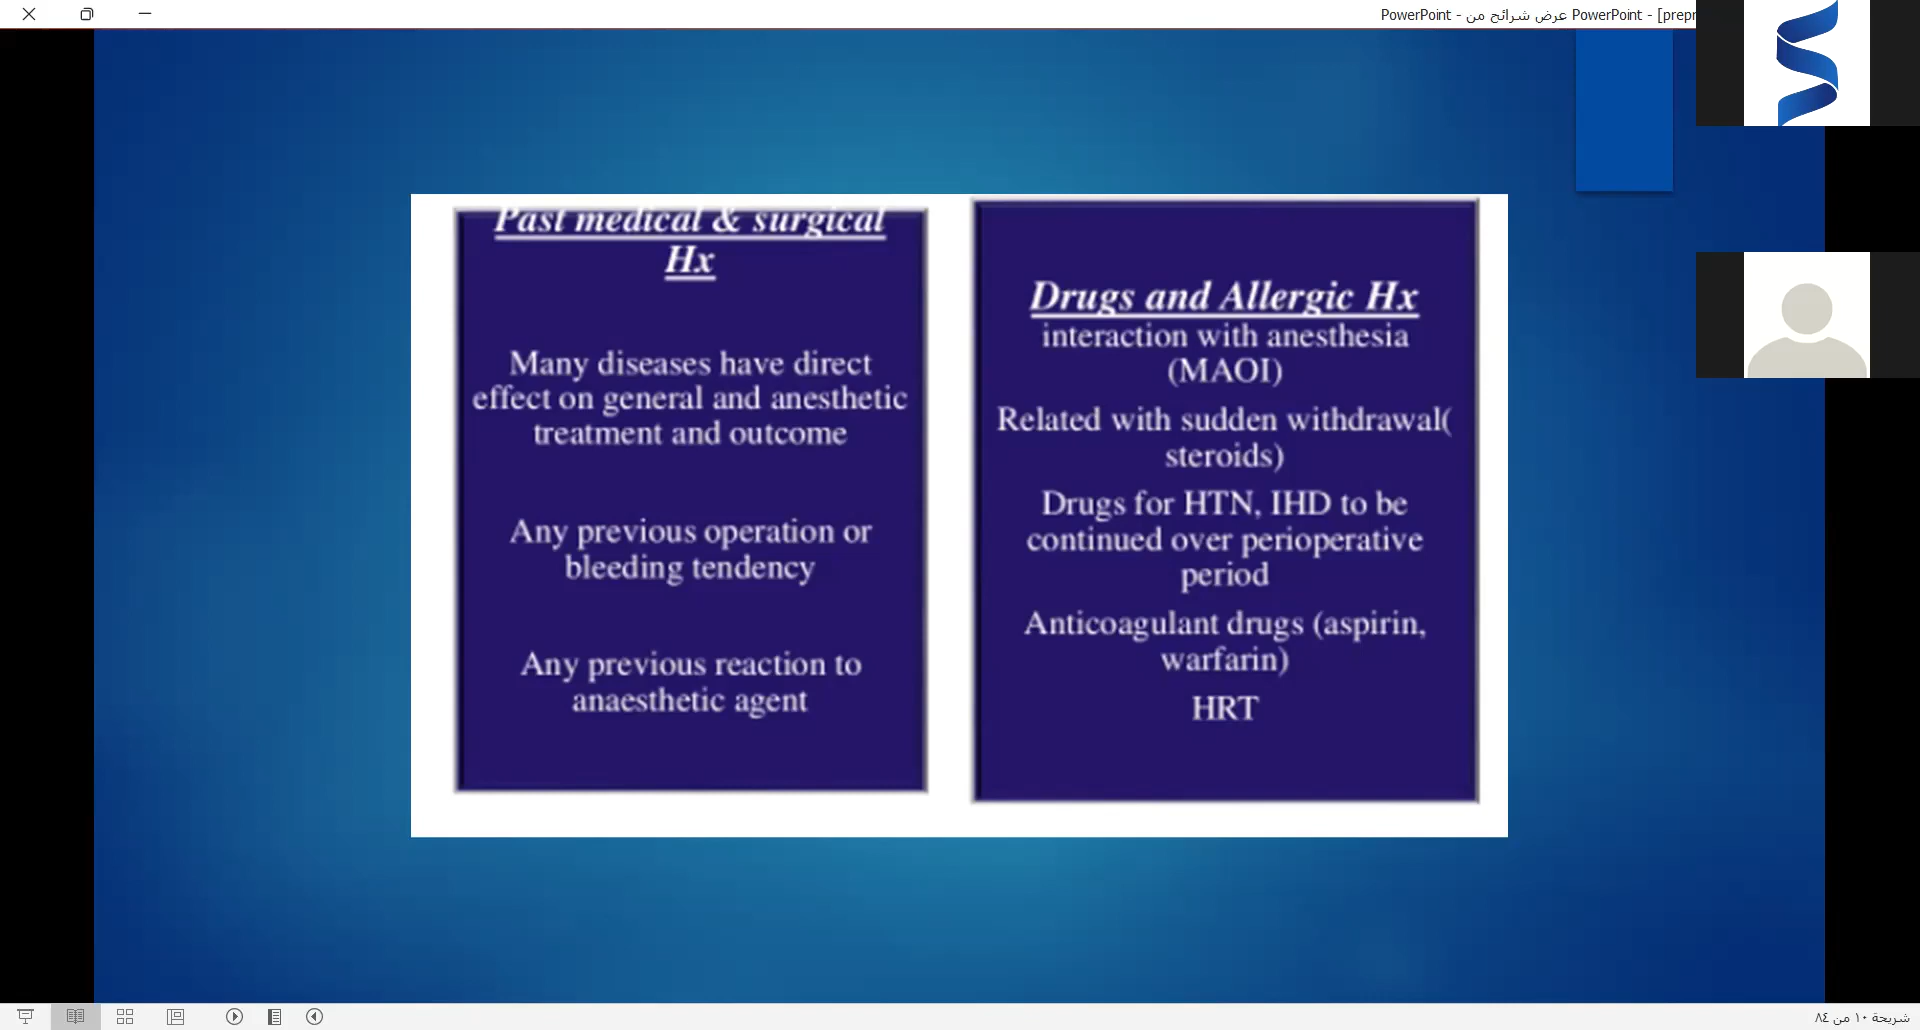 PowerPoint - عرض شرائح من PowerPoint - [prepr
Past medical & surgical
Hx
Many diseases have direct
effect on general and anesthetic
treatment and outcome
Any previous operation or
bleeding tendency
Any previous reaction to
anaesthetic agent
Drugs and Allergic Hx
interaction with anesthesia
(MAOI)
Related with sudden withdrawal(
steroids)
Drugs for HTN, IHD to be
continued over perioperative
period
Anticoagulant drugs (aspirin,
warfarin)
HRT
شريحة ١٠ من ٨٤